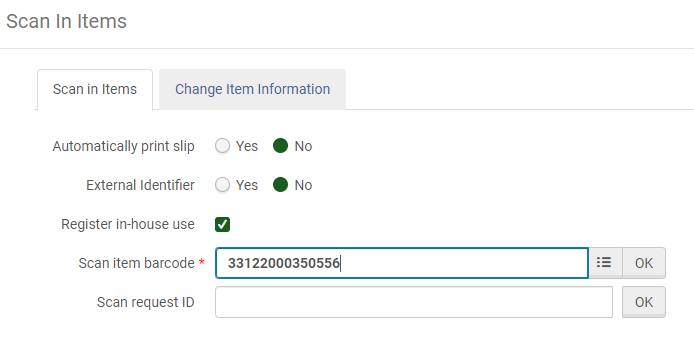 Scan In Items
Scan in Items Change Item Information
Automatically print slip Yes No
External Identifier Yes No
Register in-house use
Scan item barcode * 33122000350556 OK
Scan request ID OK